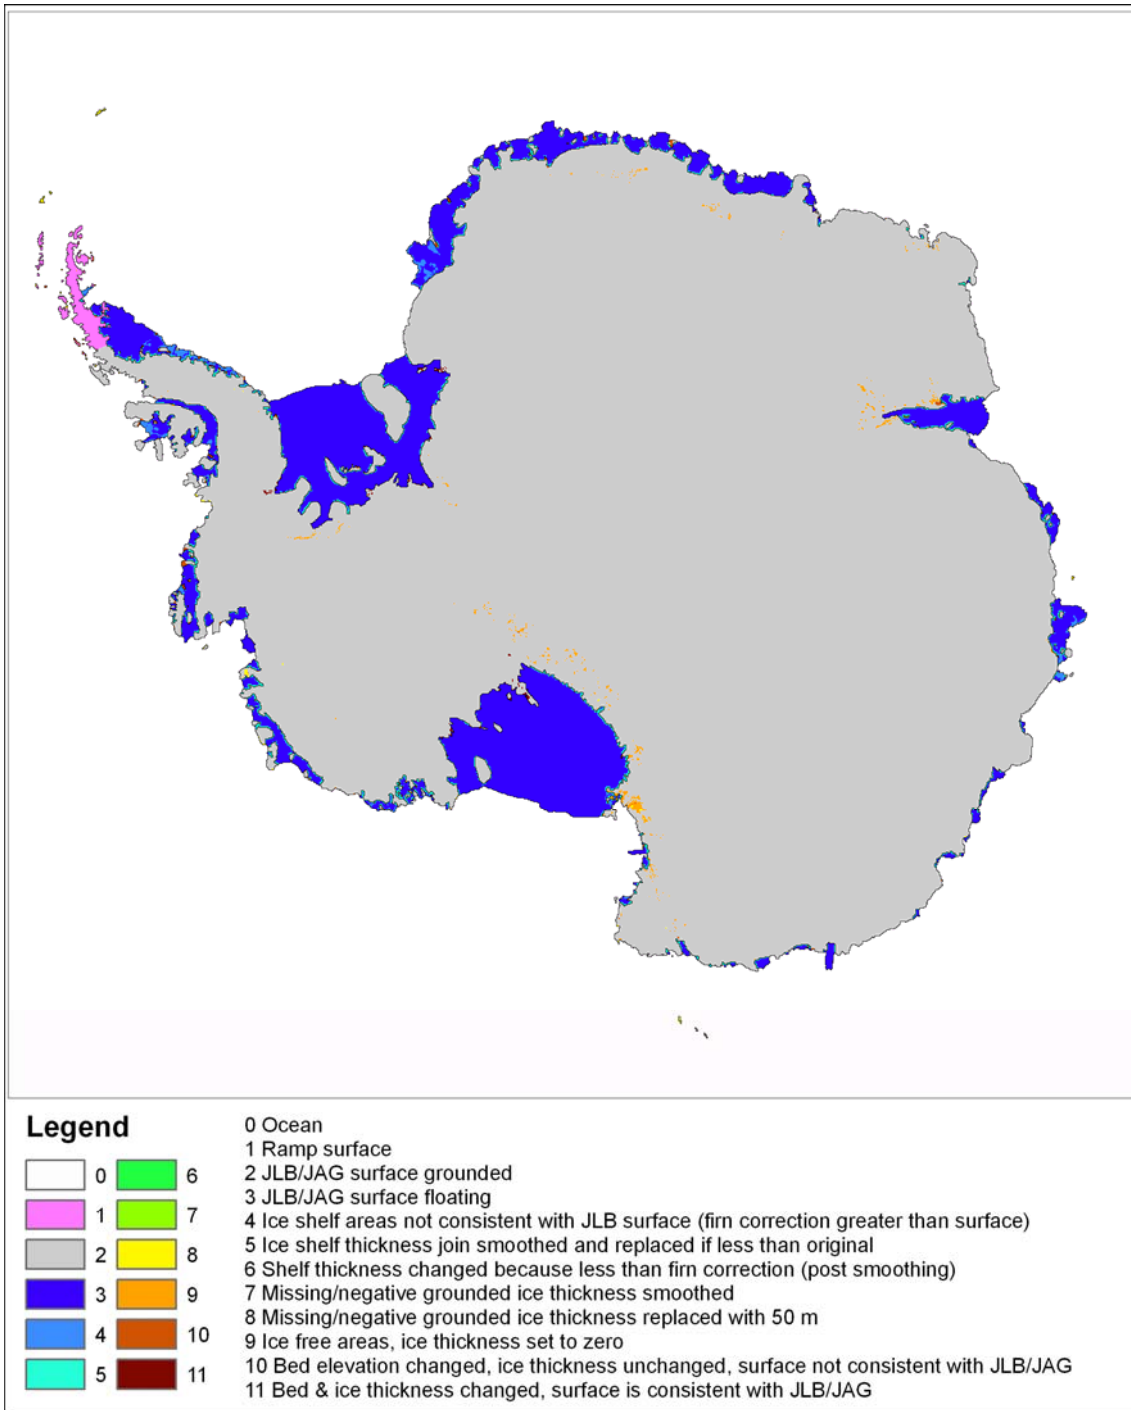 Legend
0
1
2
3
4
5
6
7
8
9
10
11
0 Ocean
1 Ramp surface
2 JLB/JAG surface grounded
3 JLB/JAG surface floating
4 Ice shelf areas not consistent with JLB surface (firn correction greater than surface)
5 Ice shelf thickness join smoothed and replaced if less than original
6 Shelf thickness changed because less than firn correction (post smoothing)
7 Missing/negative grounded ice thickness smoothed
8 Missing/negative grounded ice thickness replaced with 50 m
9 Ice free areas, ice thickness set to zero
10 Bed elevation changed, ice thickness unchanged, surface not consistent with JLB/JAG
11 Bed & ice thickness changed, surface is consistent with JLB/JAG